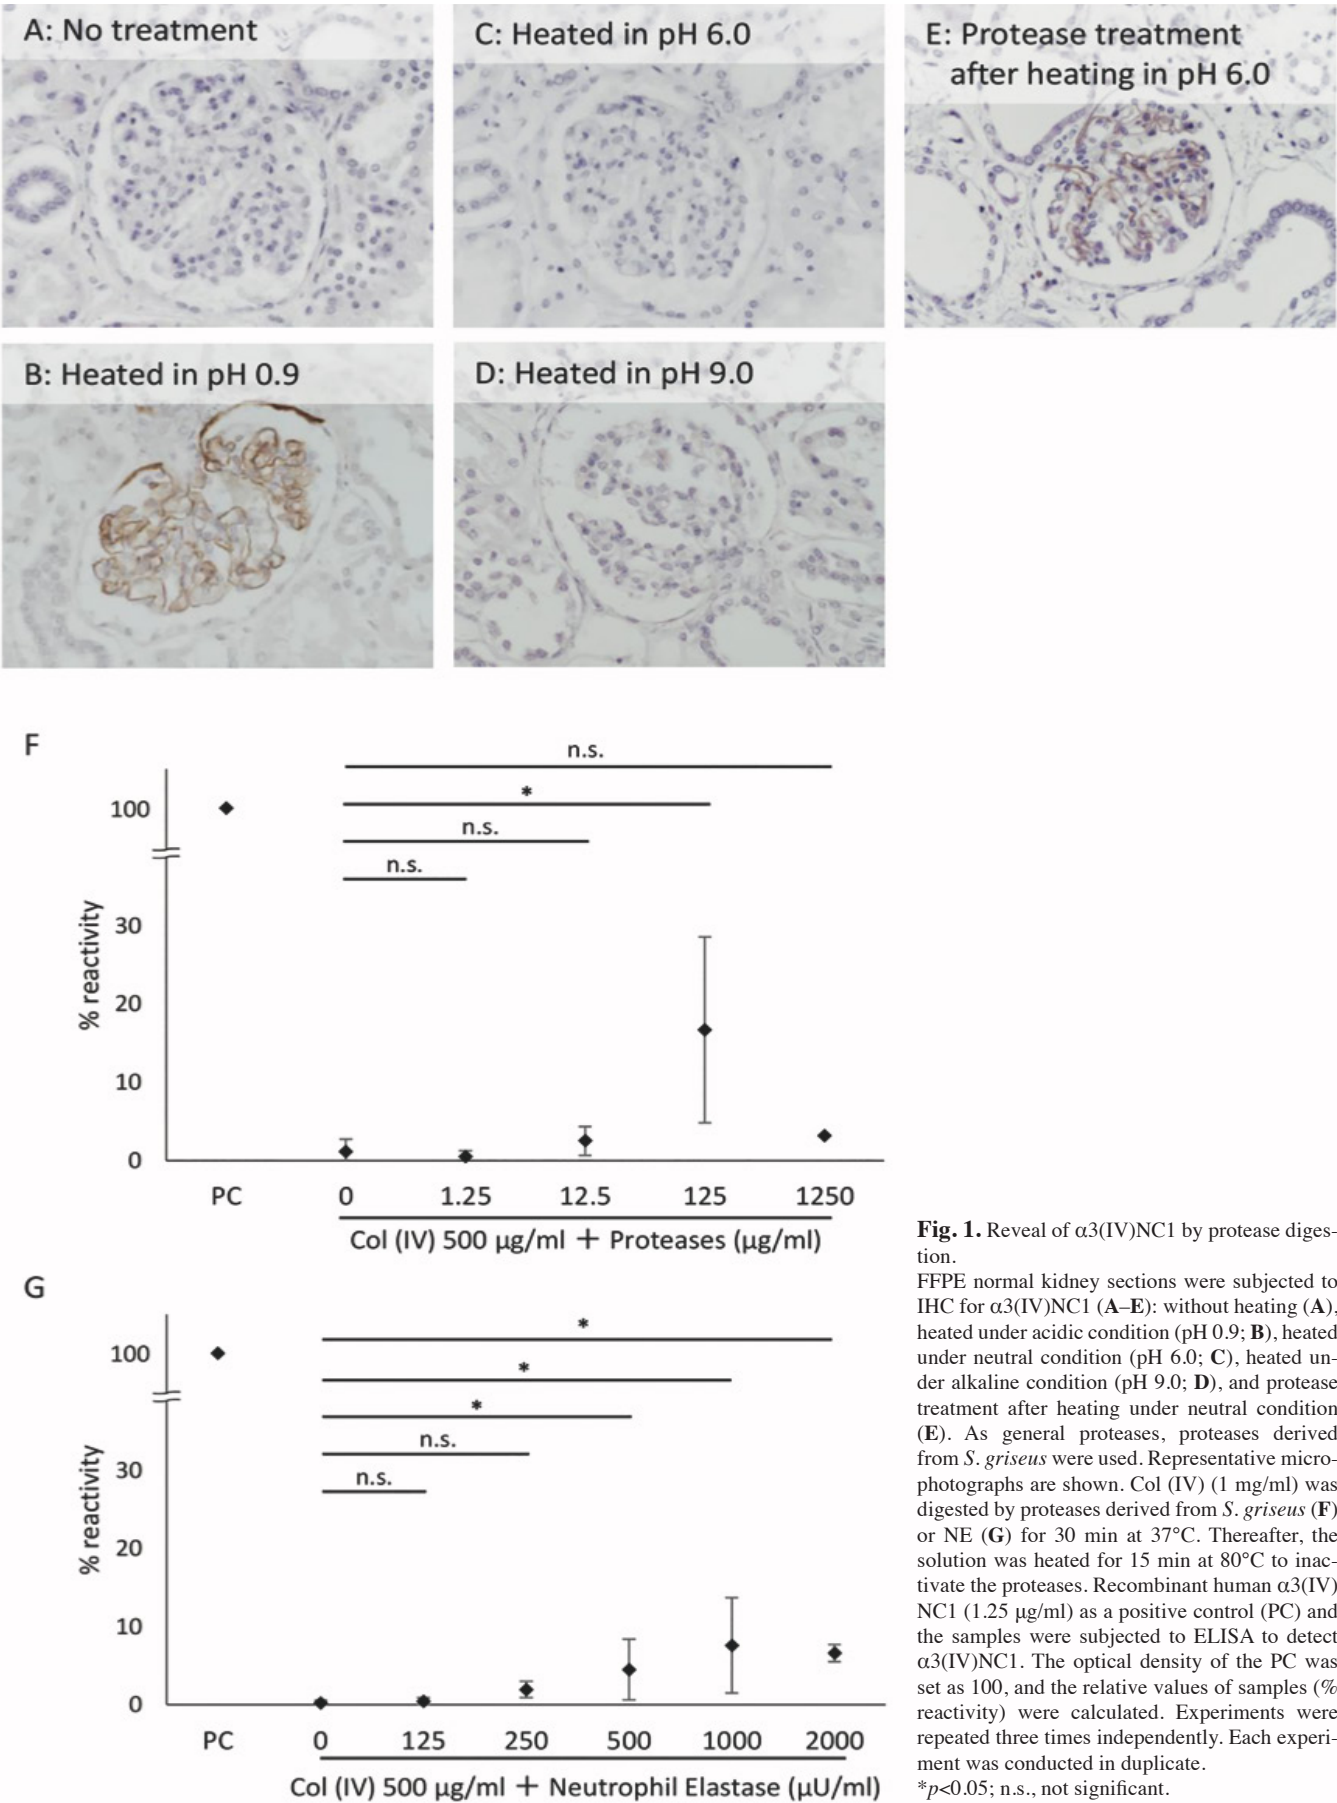 A: No treatment
C: Heated in pH 6.0
E: Protease treatment
after heating in pH 6.0
B: Heated in pH 0.9
D: Heated in pH 9.0
F
n.s.
*
n.s.
n.s.
100
30
20
10
0
% reactivity
PC
0
1.25
12.5
125
1250
Col (IV) 500 μg/ml + Proteases (μg/ml)
G
*
*
*
n.s.
n.s.
100
30
20
10
0
% reactivity
PC
0
125
250
500
1000
2000
Col (IV) 500 μg/ml + Neutrophil Elastase (μU/ml)
Fig. 1. Reveal of α3(IV)NC1 by protease diges-
tion.
FFPE normal kidney sections were subjected to
IHC for α3(IV)NC1 (A–E): without heating (A),
heated under acidic condition (pH 0.9; B), heated
under neutral condition (pH 6.0; C), heated un-
der alkaline condition (pH 9.0; D), and protease
treatment after heating under neutral condition
(E). As general proteases, proteases derived
from S. griseus were used. Representative micro-
photographs are shown. Col (IV) (1 mg/ml) was
digested by proteases derived from S. griseus (F)
or NE (G) for 30 min at 37°C. Thereafter, the
solution was heated for 15 min at 80°C to inac-
tivate the proteases. Recombinant human α3(IV)
NC1 (1.25 μg/ml) as a positive control (PC) and
the samples were subjected to ELISA to detect
α3(IV)NC1. The optical density of the PC was
set as 100, and the relative values of samples (%
reactivity) were calculated. Experiments were
repeated three times independently. Each experi-
ment was conducted in duplicate.
*p<0.05; n.s., not significant.